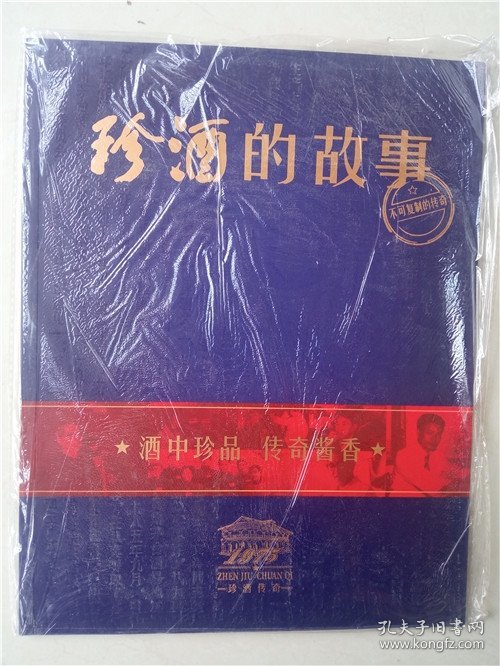 珍酒的故事
不可复制的传奇
★酒中珍品 传奇酱香★
1975
ZHEN JIU CHUAN QI
—珍酒传奇—
孔夫子旧书网
www.kongfz.com